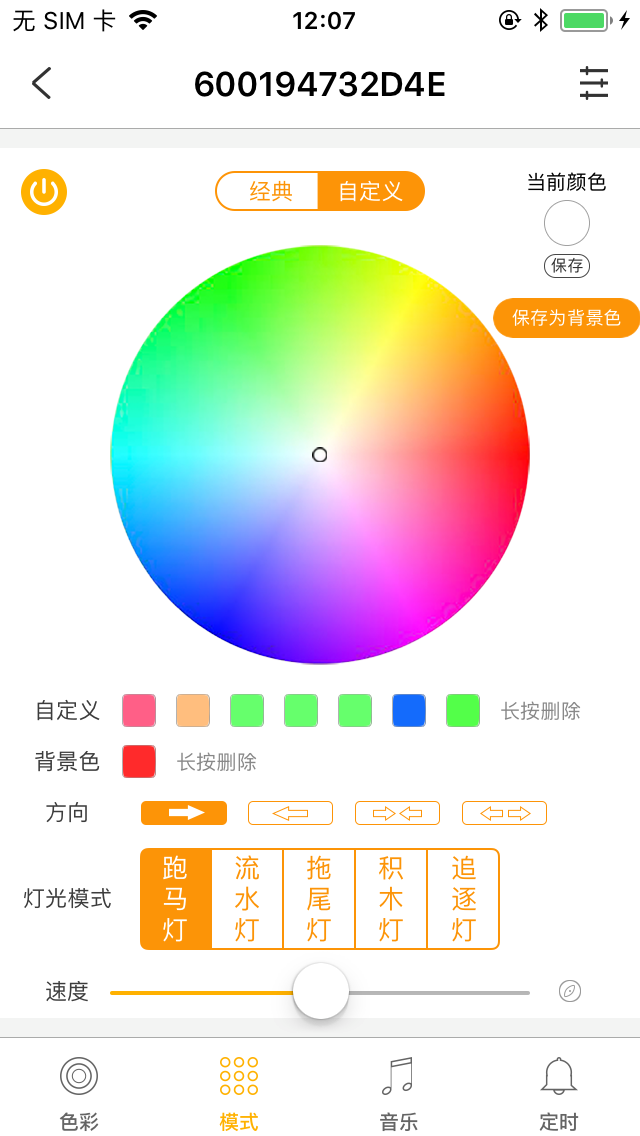 无 SIM 卡 12:07
600194732D4E
经典 自定义
当前颜色
保存
保存为背景色
自定义 长按删除
背景色 长按删除
方向
灯光模式 跑马灯 流水灯 拖尾灯 积木灯 追逐灯
速度
色彩 模式 音乐 定时